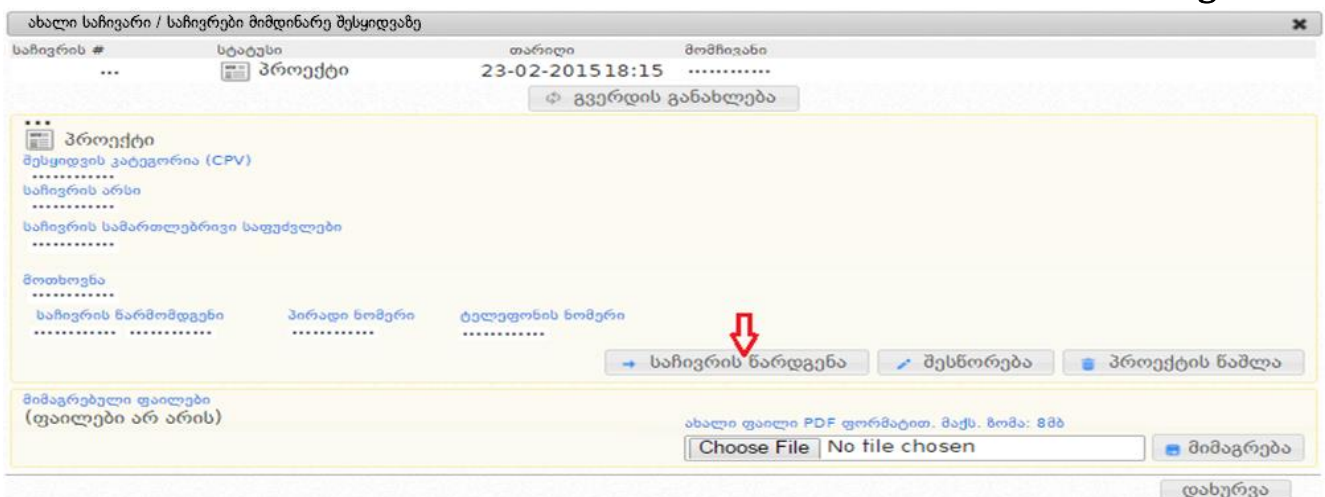 ახალი საჩივარი / საჩივრები მიმდინარე შესყიდვაზე
საჩივრის # სტატუსი თარიღი მომჩივანი
... პროექტი 23-02-2015 18:15 ............
გვერდის განახლება
...
პროექტი
შესყიდვის კატეგორია (CPV)
............
საჩივრის არსი
............
საჩივრის სამართლებრივი საფუძვლები
............
მოთხოვნა
............
საჩივრის წარმომდგენი პირადი ნომერი ტელეფონის ნომერი
............ ............ ............ ............
საჩივრის წარდგენა შესწორება პროექტის წაშლა
მიმაგრებული ფაილები
(ფაილები არ არის)
ახალი ფაილი PDF ფორმატით. მაქს. ზომა: 8მბ
Choose File No file chosen მიმაგრება
დახურვა